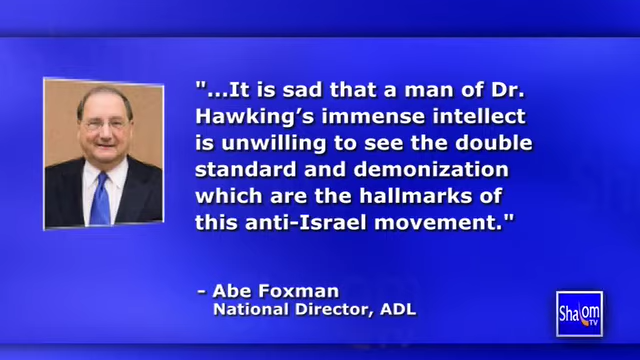 "...It is sad that a man of Dr.
Hawking's immense intellect
is unwilling to see the double
standard and demonization
which are the hallmarks of
this anti-Israel movement."
- Abe Foxman
National Director, ADL
Shalom
TV